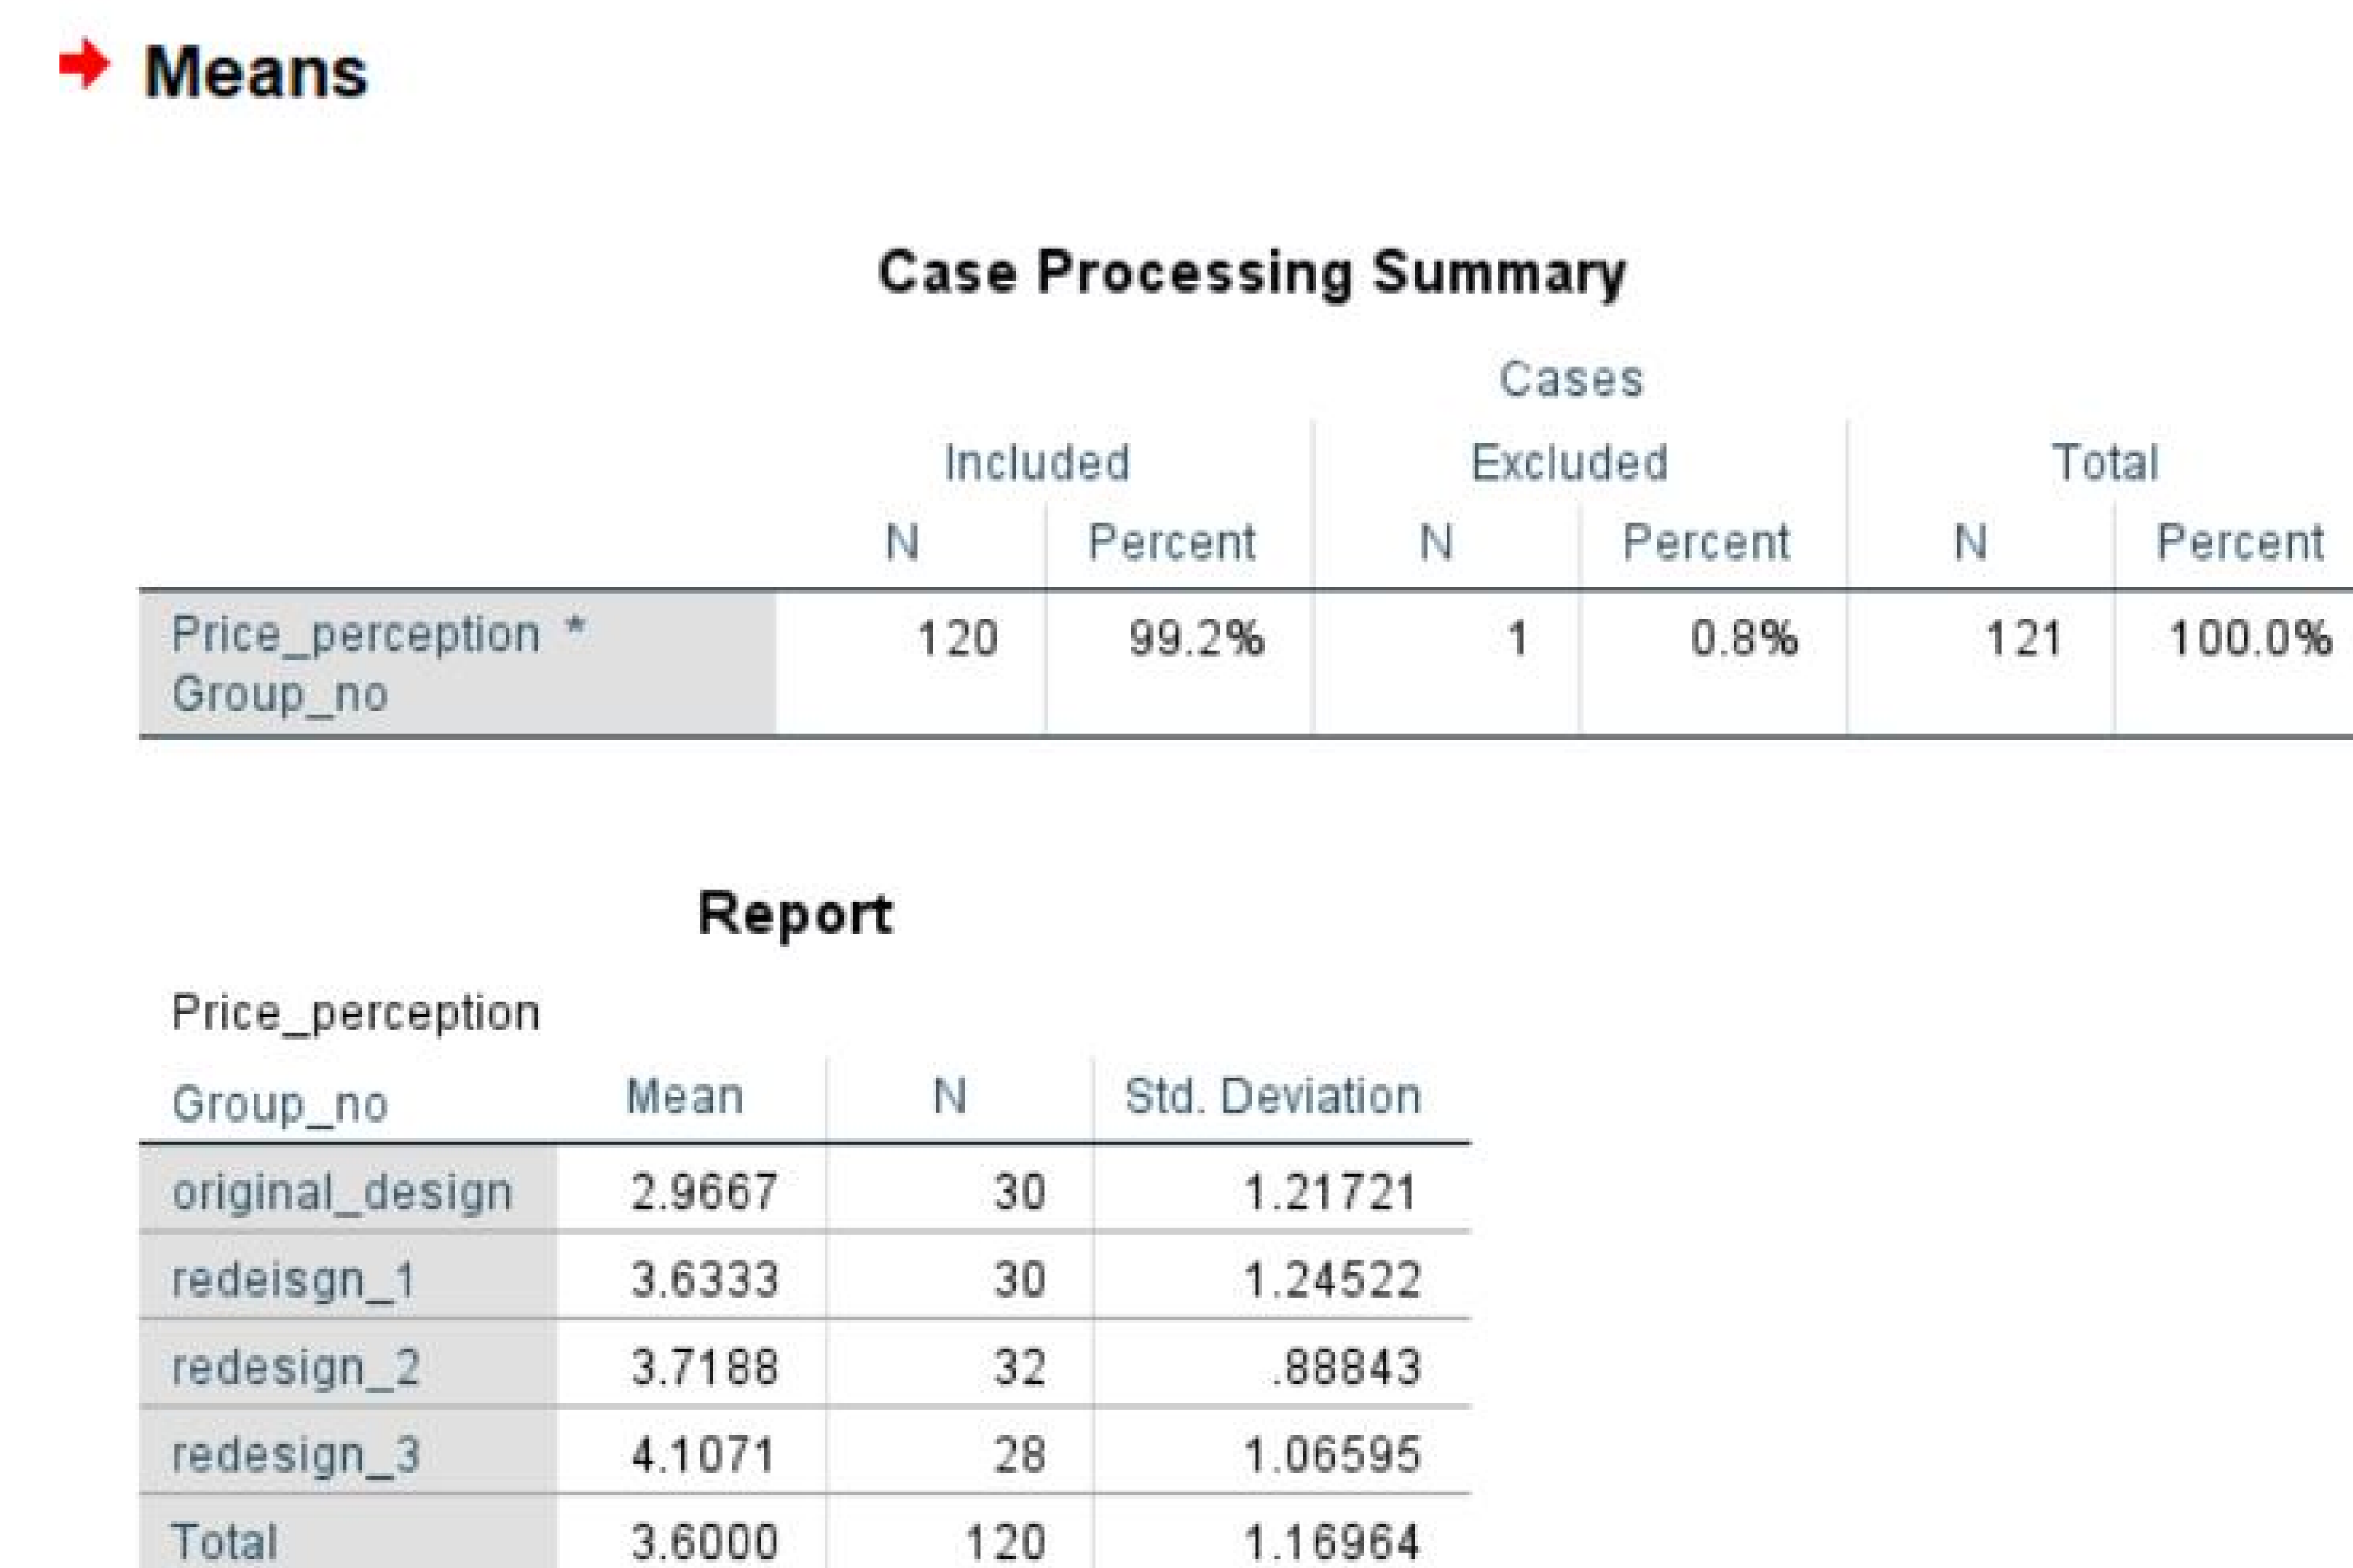 Means
Case Processing Summary
Cases
Included Excluded Total
N Percent N Percent N Percent
Price_perception * 120 99.2% 1 0.8% 121 100.0%
Group_no
Report
Price_perception
Group_no Mean N Std. Deviation
original_design 2.9667 30 1.21721
redeisgn_1 3.6333 30 1.24522
redesign_2 3.7188 32 .88843
redesign_3 4.1071 28 1.06595
Total 3.6000 120 1.16964